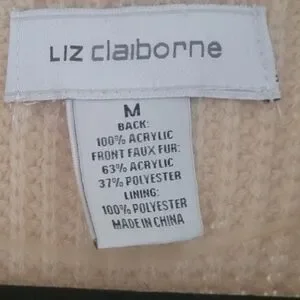 LIZ claiborne
M
BACK:
100% ACRYLIC
FRONT FAUX FUR:
63% ACRYLIC
37% POLYESTER
LINING:
100% POLYESTER
MADE IN CHINA